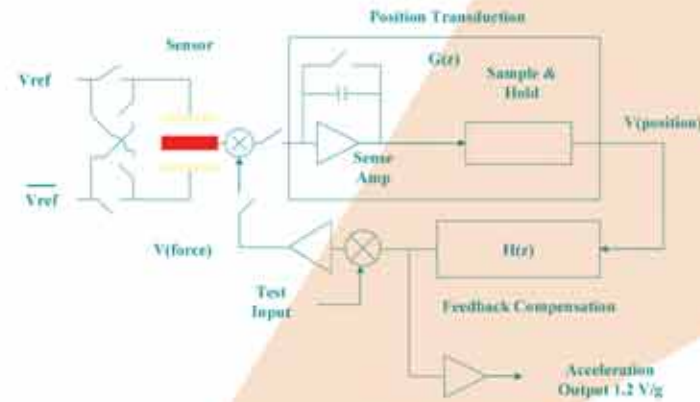 Position Transduction
Sensor
G(z)
Sample &
Hold
Vref
V(position)
Sense
Amp
Vref
V(force)
H(z)
Test
Input
Feedback Compensation
Acceleration
Output 1.2 V/g